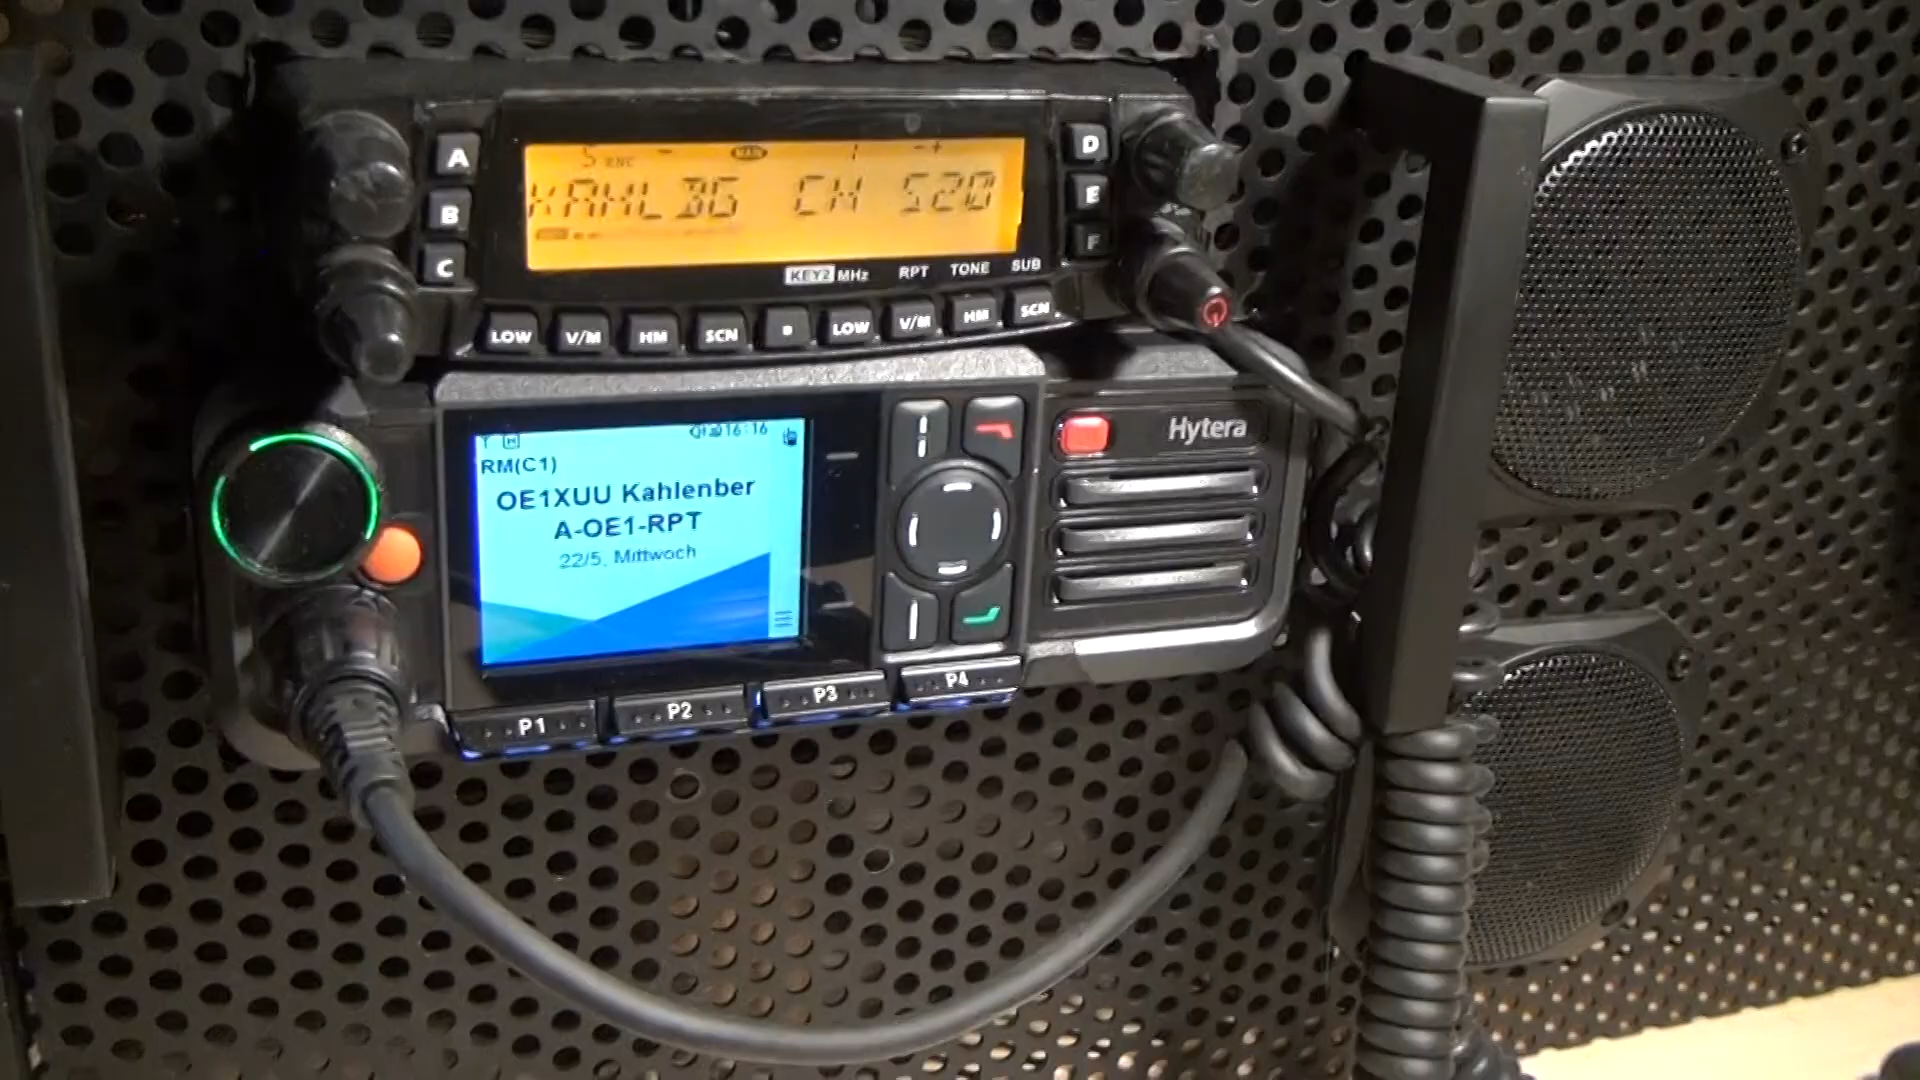 A
B
C
D
E
F
KAHLBG CH 520
KEY2 MHz RPT TONE SUB
LOW V/M HM SCN LOW V/M HM SCN
Hytera
16:16
RM(C1)
OE1XUU Kahlenber
A-OE1-RPT
22/5, Mittwoch
P1 P2 P3 P4